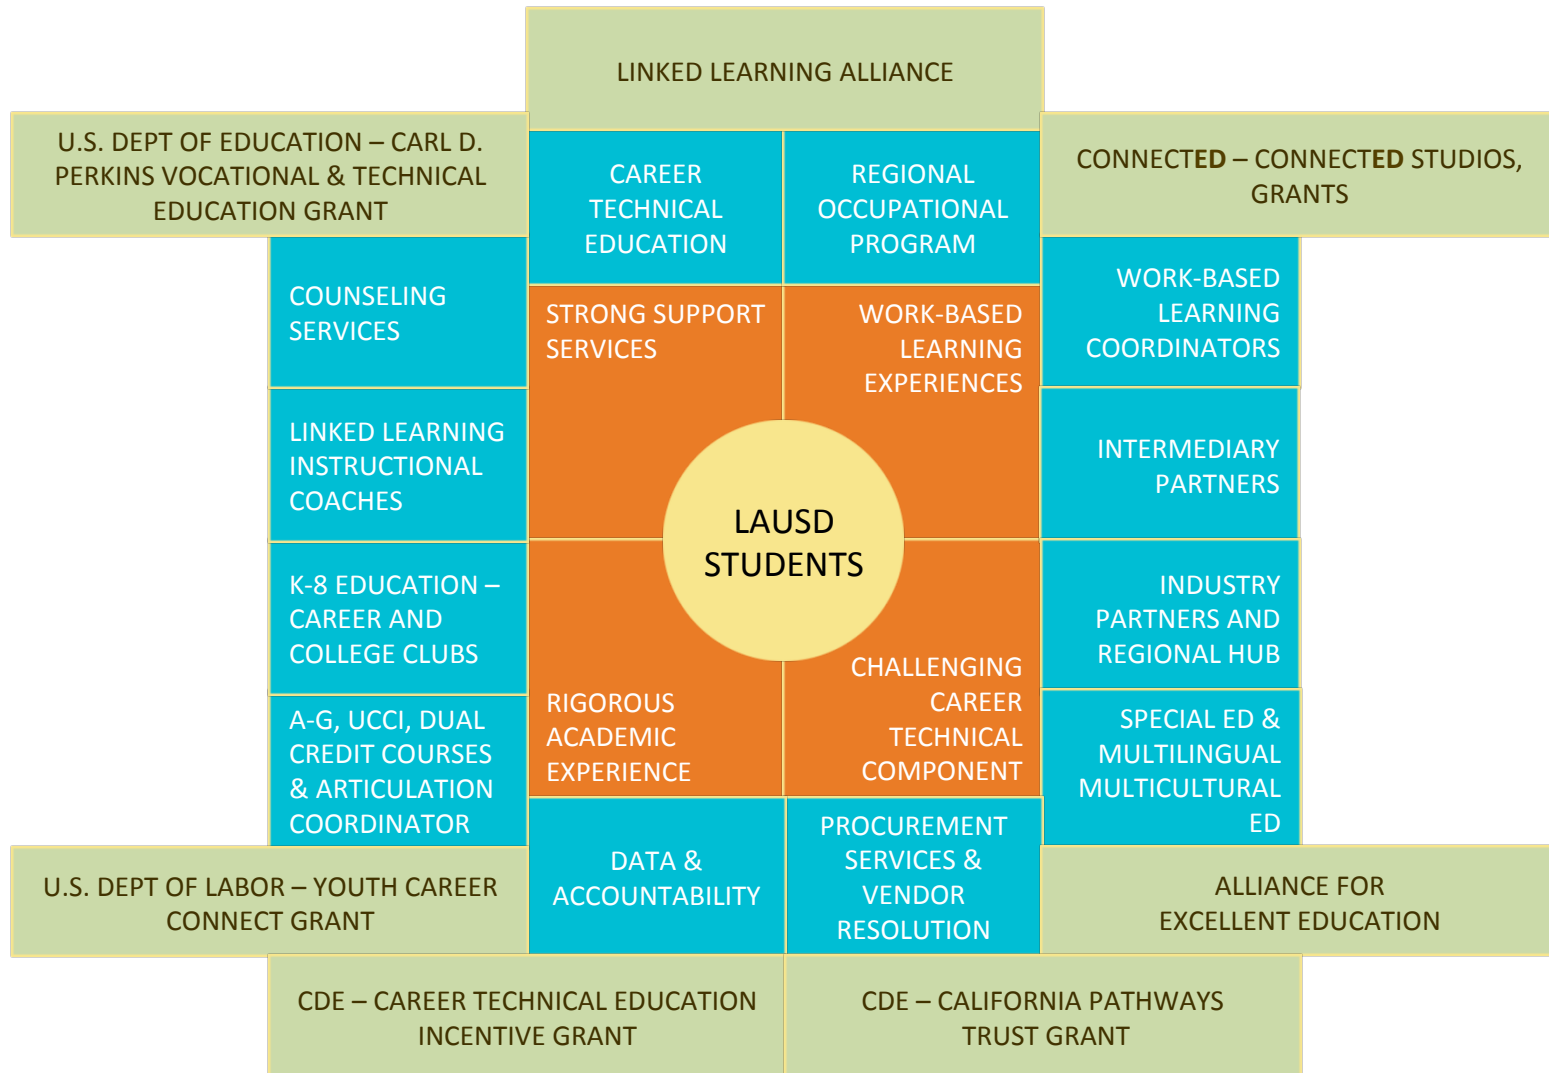 LINKED LEARNING ALLIANCE
U.S. DEPT OF EDUCATION – CARL D.
PERKINS VOCATIONAL & TECHNICAL
EDUCATION GRANT
CONNECTED – CONNECTED STUDIOS,
GRANTS
CAREER
TECHNICAL
EDUCATION
REGIONAL
OCCUPATIONAL
PROGRAM
COUNSELING
SERVICES
STRONG SUPPORT
SERVICES
WORK-BASED
LEARNING
EXPERIENCES
WORK-BASED
LEARNING
COORDINATORS
LINKED LEARNING
INSTRUCTIONAL
COACHES
INTERMEDIARY
PARTNERS
LAUSD
STUDENTS
K-8 EDUCATION –
CAREER AND
COLLEGE CLUBS
INDUSTRY
PARTNERS AND
REGIONAL HUB
RIGOROUS
ACADEMIC
EXPERIENCE
CHALLENGING
CAREER
TECHNICAL
COMPONENT
A-G, UCCI, DUAL
CREDIT COURSES
& ARTICULATION
COORDINATOR
SPECIAL ED &
MULTILINGUAL
MULTICULTURAL
ED
DATA &
ACCOUNTABILITY
PROCUREMENT
SERVICES &
VENDOR
RESOLUTION
U.S. DEPT OF LABOR – YOUTH CAREER
CONNECT GRANT
ALLIANCE FOR
EXCELLENT EDUCATION
CDE – CAREER TECHNICAL EDUCATION
INCENTIVE GRANT
CDE – CALIFORNIA PATHWAYS
TRUST GRANT